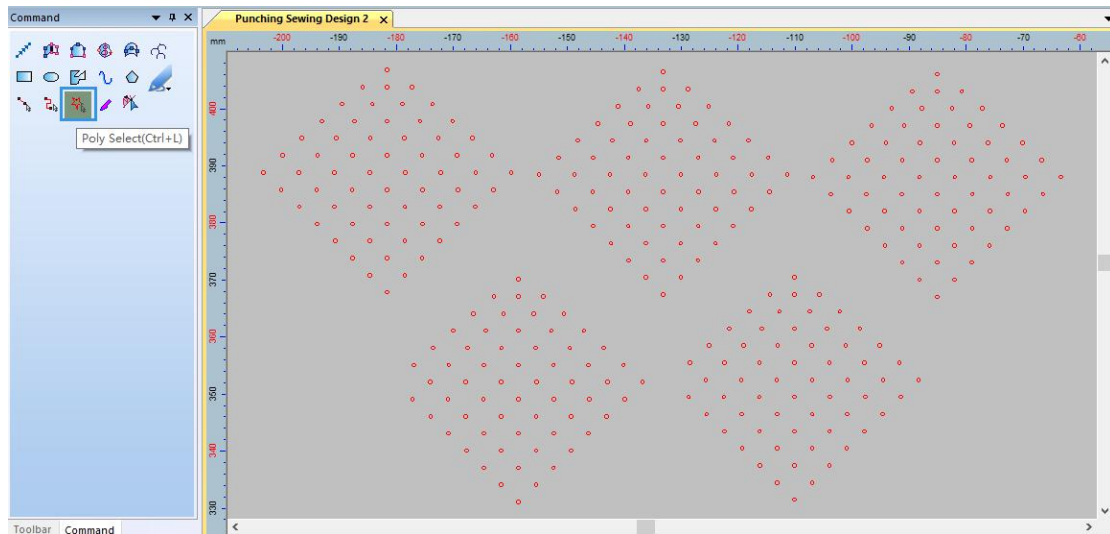 Command
Punching Sewing Design 2
mm
-200 -190 -180 -170 -160 -150 -140 -130 -120 -110 -100 -90 -80 -70 -60
400
390
380
370
360
350
340
330
Poly Select(Ctrl+L)
Toolbar Command